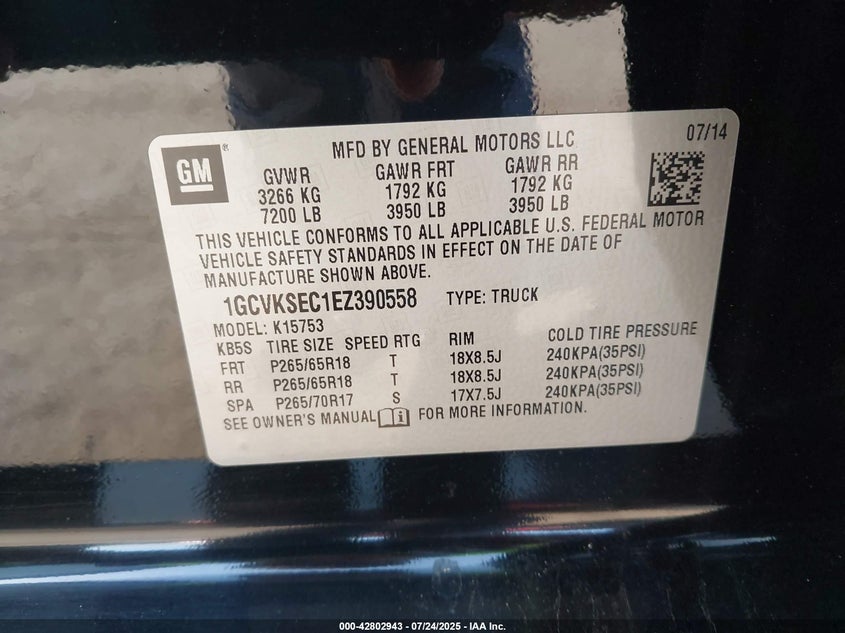 07/14
MFD BY GENERAL MOTORS LLC
GM®
GVWR GAWR FRT GAWR RR
3266 KG 1792 KG 1792 KG
7200 LB 3950 LB 3950 LB
THIS VEHICLE CONFORMS TO ALL APPLICABLE U.S. FEDERAL MOTOR
VEHICLE SAFETY STANDARDS IN EFFECT ON THE DATE OF
MANUFACTURE SHOWN ABOVE.
1GCVKSEC1EZ390558 TYPE: TRUCK
MODEL: K15753
KB5S TIRE SIZE SPEED RTG RIM COLD TIRE PRESSURE
FRT P265/65R18 T 18X8.5J 240KPA(35PSI)
RR P265/65R18 T 18X8.5J 240KPA(35PSI)
SPA P265/70R17 S 17X7.5J 240KPA(35PSI)
SEE OWNER'S MANUAL FOR MORE INFORMATION.
000-42802943 - 07/24/2025 - IAA Inc.